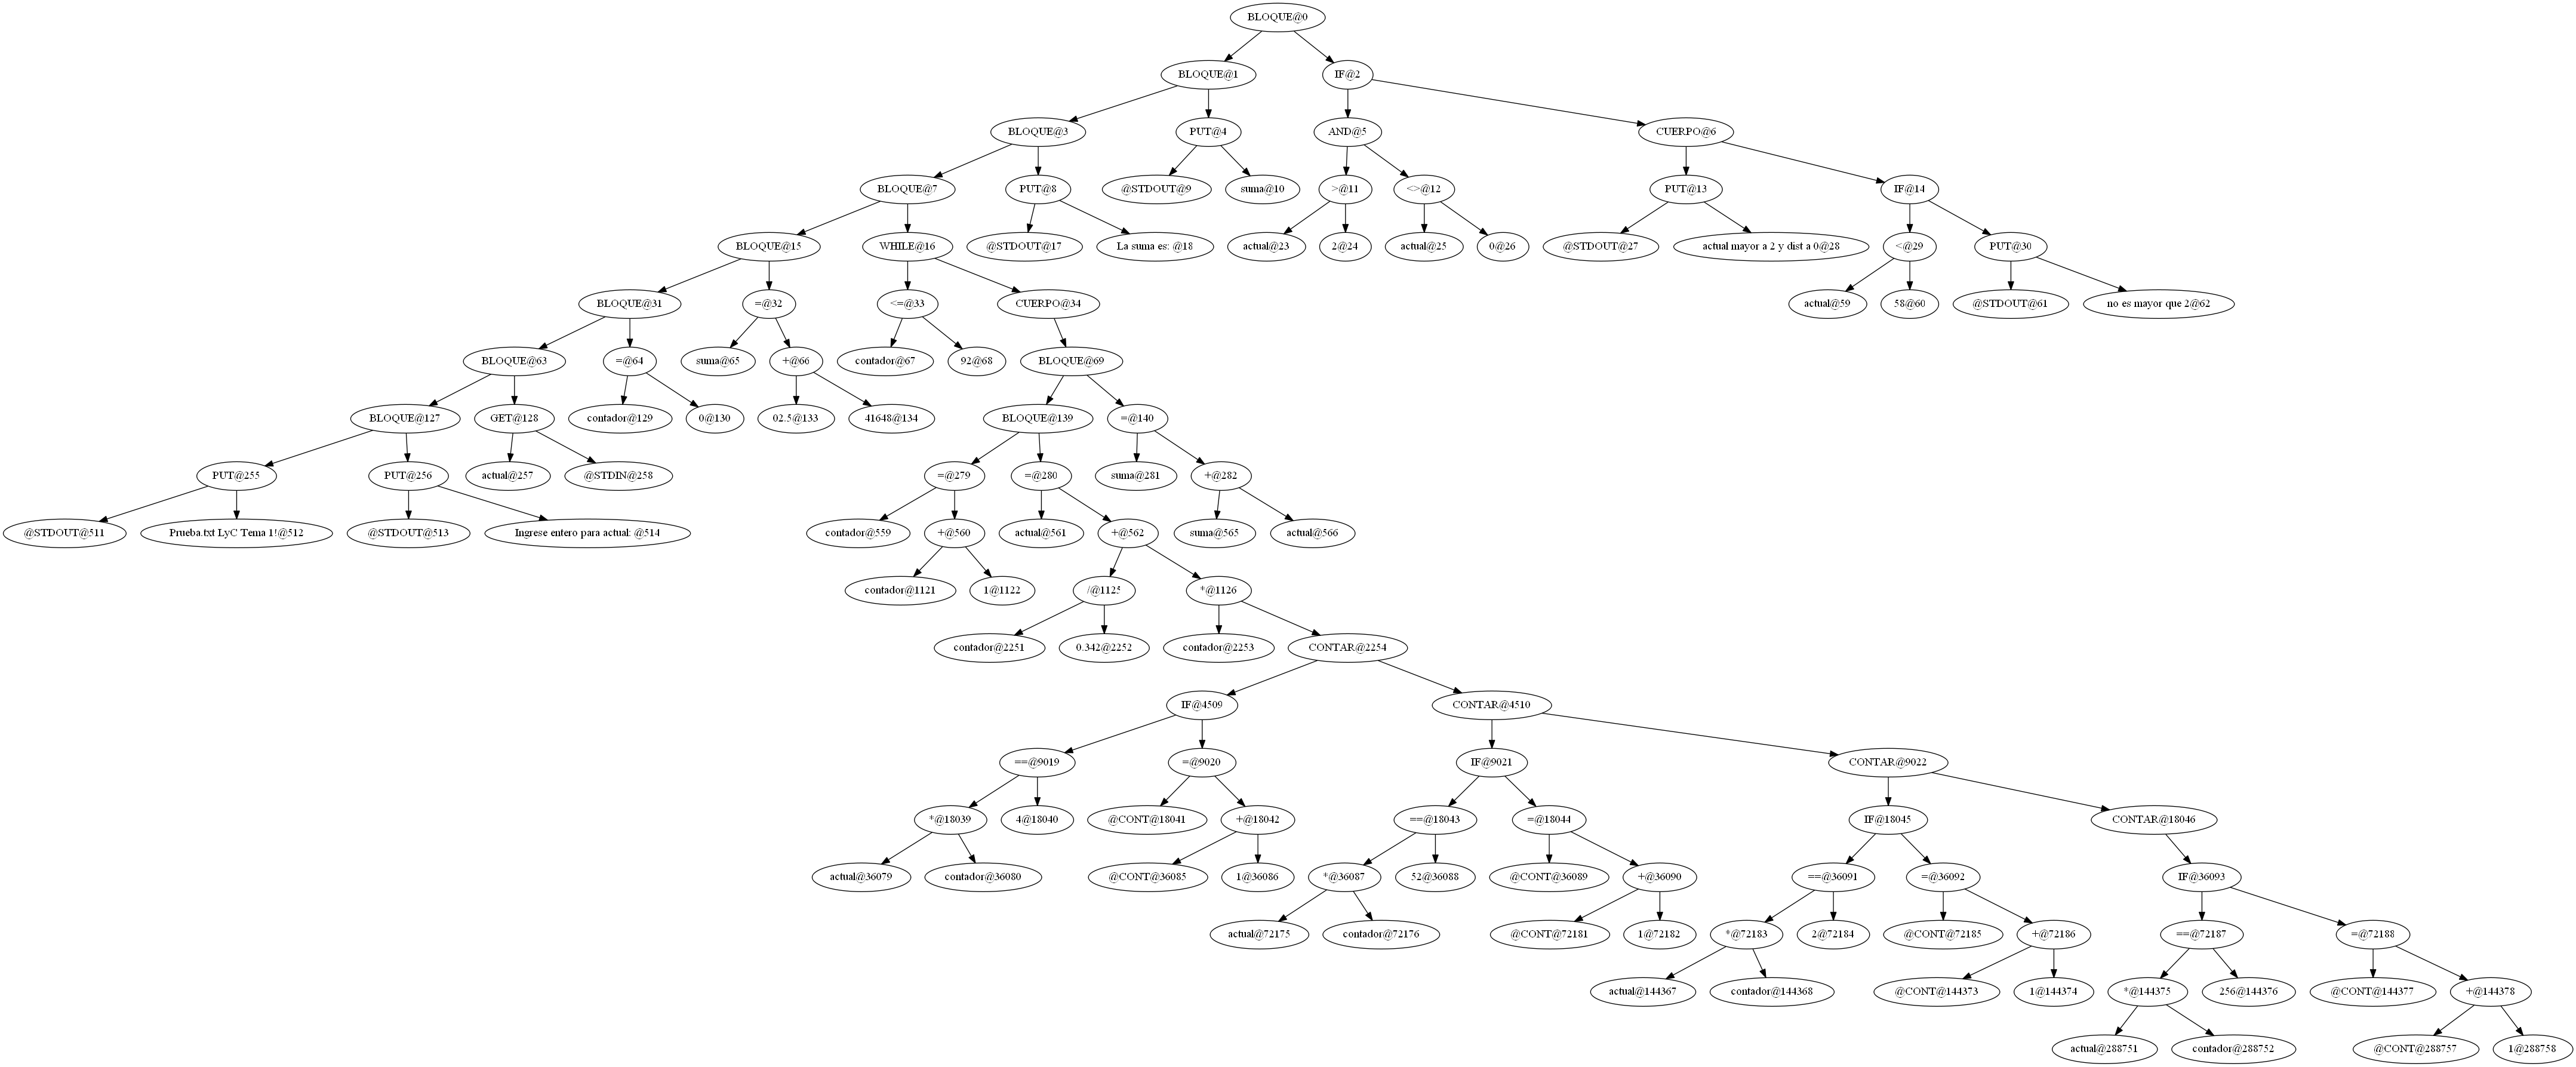 BLOQUE@0
BLOQUE@1 IF@2
BLOQUE@3 PUT@4 AND@5 CUERPO@6
BLOQUE@7 PUT@8 @STDOUT@9 suma@10 >@11 <>@12 PUT@13 IF@14
BLOQUE@15 WHILE@16 @STDOUT@17 La suma es: @18 actual@23 2@24 actual@25 0@26 @STDOUT@27 actual mayor a 2 y dist a 0@28 <@29 PUT@30
BLOQUE@31 =@32 <=@33 CUERPO@34 actual@59 58@60 @STDOUT@61 no es mayor que 2@62
BLOQUE@63 =@64 suma@65 +@66 contador@67 92@68 BLOQUE@69
BLOQUE@127 GET@128 contador@129 0@130 02.5@133 41648@134 BLOQUE@139 =@140
PUT@255 PUT@256 actual@257 @STDIN@258 =@279 =@280 suma@281 +@282
@STDOUT@511 Prueba.txt LyC Tema 1!@512 @STDOUT@513 Ingrese entero para actual: @514 contador@559 +@560 actual@561 +@562 suma@565 actual@566
contador@1121 1@1122 /@1125 *@1126
contador@2251 0.342@2252 contador@2253 CONTAR@2254
IF@4509 CONTAR@4510
==@9019 =@9020 IF@9021 CONTAR@9022
*@18039 4@18040 @CONT@18041 +@18042 ==@18043 =@18044 IF@18045 CONTAR@18046
actual@36079 contador@36080 @CONT@36085 1@36086 *@36087 52@36088 @CONT@36089 +@36090 ==@36091 =@36092 IF@36093
actual@72175 contador@72176 @CONT@72181 1@72182 *@72183 2@72184 @CONT@72185 +@72186 ==@72187 =@72188
actual@144367 contador@144368 @CONT@144373 1@144374 *@144375 256@144376 @CONT@144377 +@144378
actual@288751 contador@288752 @CONT@288757 1@288758